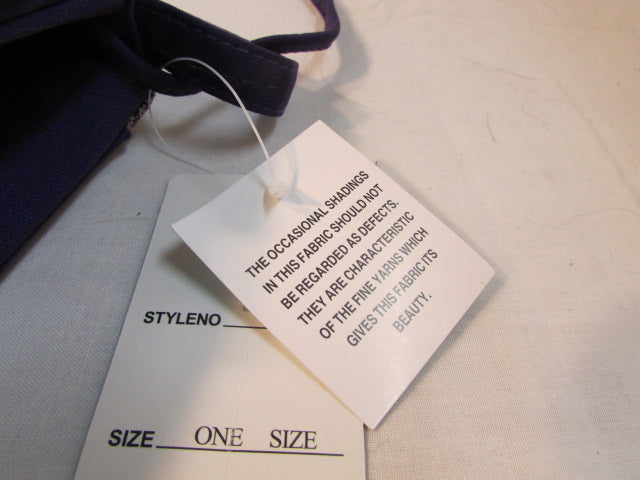 THE OCCASIONAL SHADINGS
IN THIS FABRIC SHOULD NOT
BE REGARDED AS DEFECTS.
THEY ARE CHARACTERISTIC
OF THE FINE YARNS WHICH
GIVES THIS FABRIC ITS
BEAUTY.
STYLENO
SIZE ONE SIZE